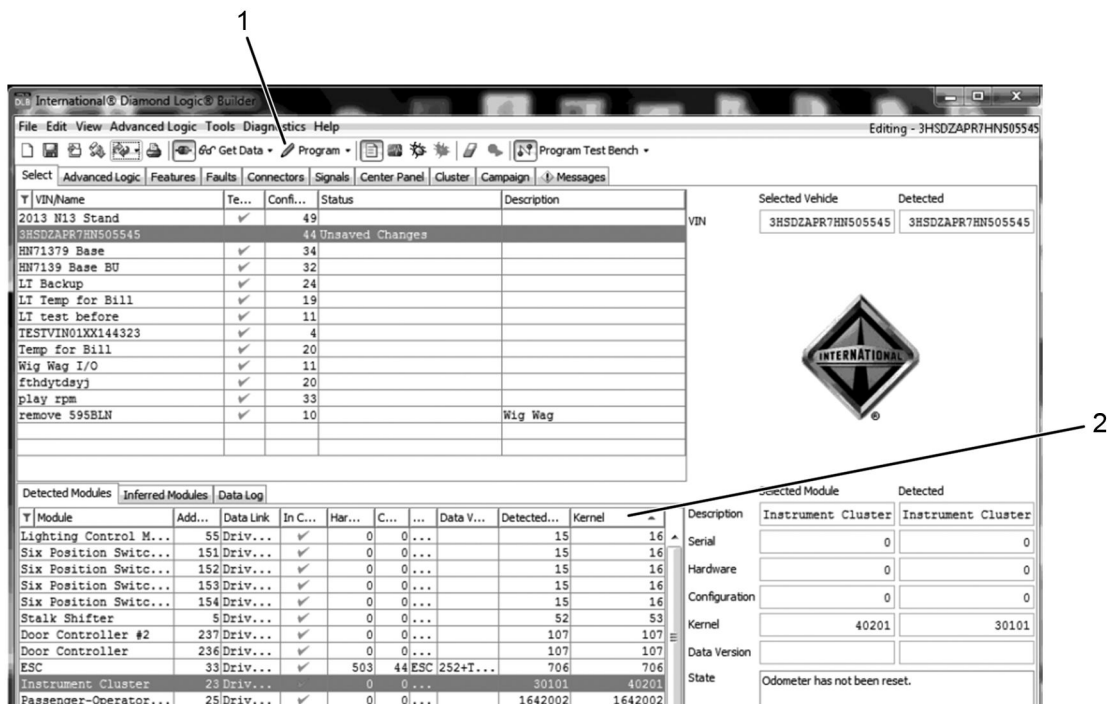 1
International® Diamond Logic® Builder
File Edit View Advanced Logic Tools Diagnostics Help
Editing - 3HSDZAPR7HN505545
Get Data Program Program Test Bench
Select Advanced Logic Features Faults Connectors Signals Center Panel Cluster Campaign Messages
VIN/Name Te... Confi... Status Description
Selected Vehicle Detected
2013 N13 Stand 49
VIN 3HSDZAPR7HN505545 3HSDZAPR7HN505545
3HSDZAPR7HN505545 44 Unsaved Changes
HN71379 Base 34
HN7139 Base BU 32
LT Backup 24
LT Temp for Bill 19
LT test before 11
TESTVIN01XX144323 4
Temp for Bill 20
Wig Wag I/O 11
fthdytdsyj 20
play rpm 33
remove 595BLN 10 Wig Wag
INTERNATIONAL
®
2
Detected Modules Inferred Modules Data Log
Selected Module Detected
Module Add... Data Link In C... Har... C... ... Data V... Detected... Kernel
Description Instrument Cluster Instrument Cluster
Lighting Control M... 55 Driv... 0 0 ... 15 16
Serial 0 0
Six Position Switc... 151 Driv... 0 0 ... 15 16
Six Position Switc... 152 Driv... 0 0 ... 15 16
Hardware 0 0
Six Position Switc... 153 Driv... 0 0 ... 15 16
Six Position Switc... 154 Driv... 0 0 ... 15 16
Configuration 0 0
Stalk Shifter 5 Driv... 0 0 ... 52 53
Kernel 40201 30101
Door Controller #2 237 Driv... 0 0 ... 107 107
Door Controller 236 Driv... 0 0 ... 107 107
Data Version
ESC 33 Driv... 503 44 ESC 252+T... 706 706
State Odometer has not been reset.
Instrument Cluster 23 Driv... 0 0 ... 30101 40201
Passenger-Operator... 25 Driv... 0 0 ... 1642002 1642002